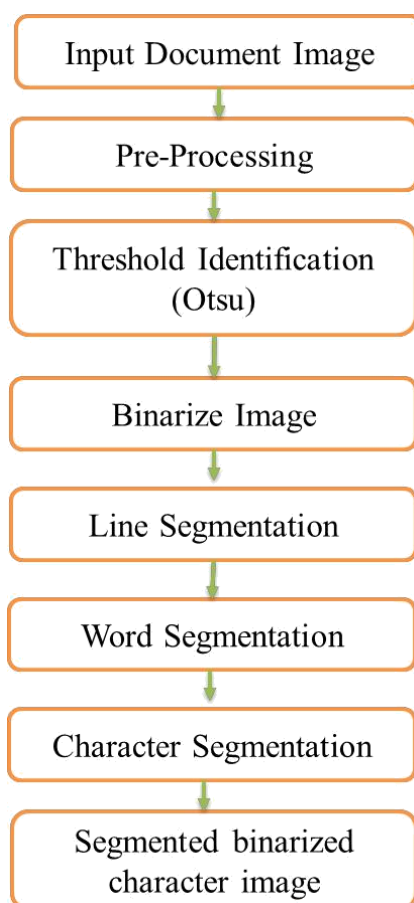 Input Document Image
Pre-Processing
Threshold Identification
(Otsu)
Binarize Image
Line Segmentation
Word Segmentation
Character Segmentation
Segmented binarized
character image